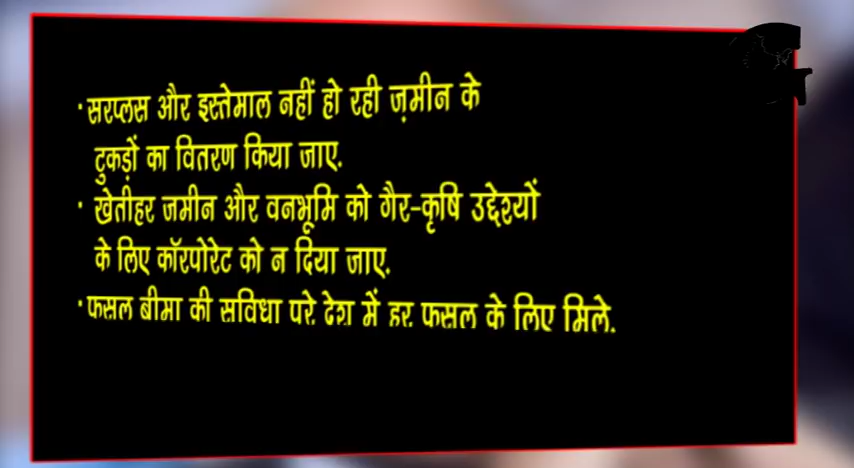 · सरप्लस और इस्तेमाल नहीं हो रही ज़मीन के
टुकड़ों का वितरण किया जाए.
· खेतीहर जमीन और वनभूमि को गैर-कृषि उद्देश्यों
के लिए कॉरपोरेट को न दिया जाए.
· फसल बीमा की सुविधा पूरे देश में हर फसल के लिए मिले.